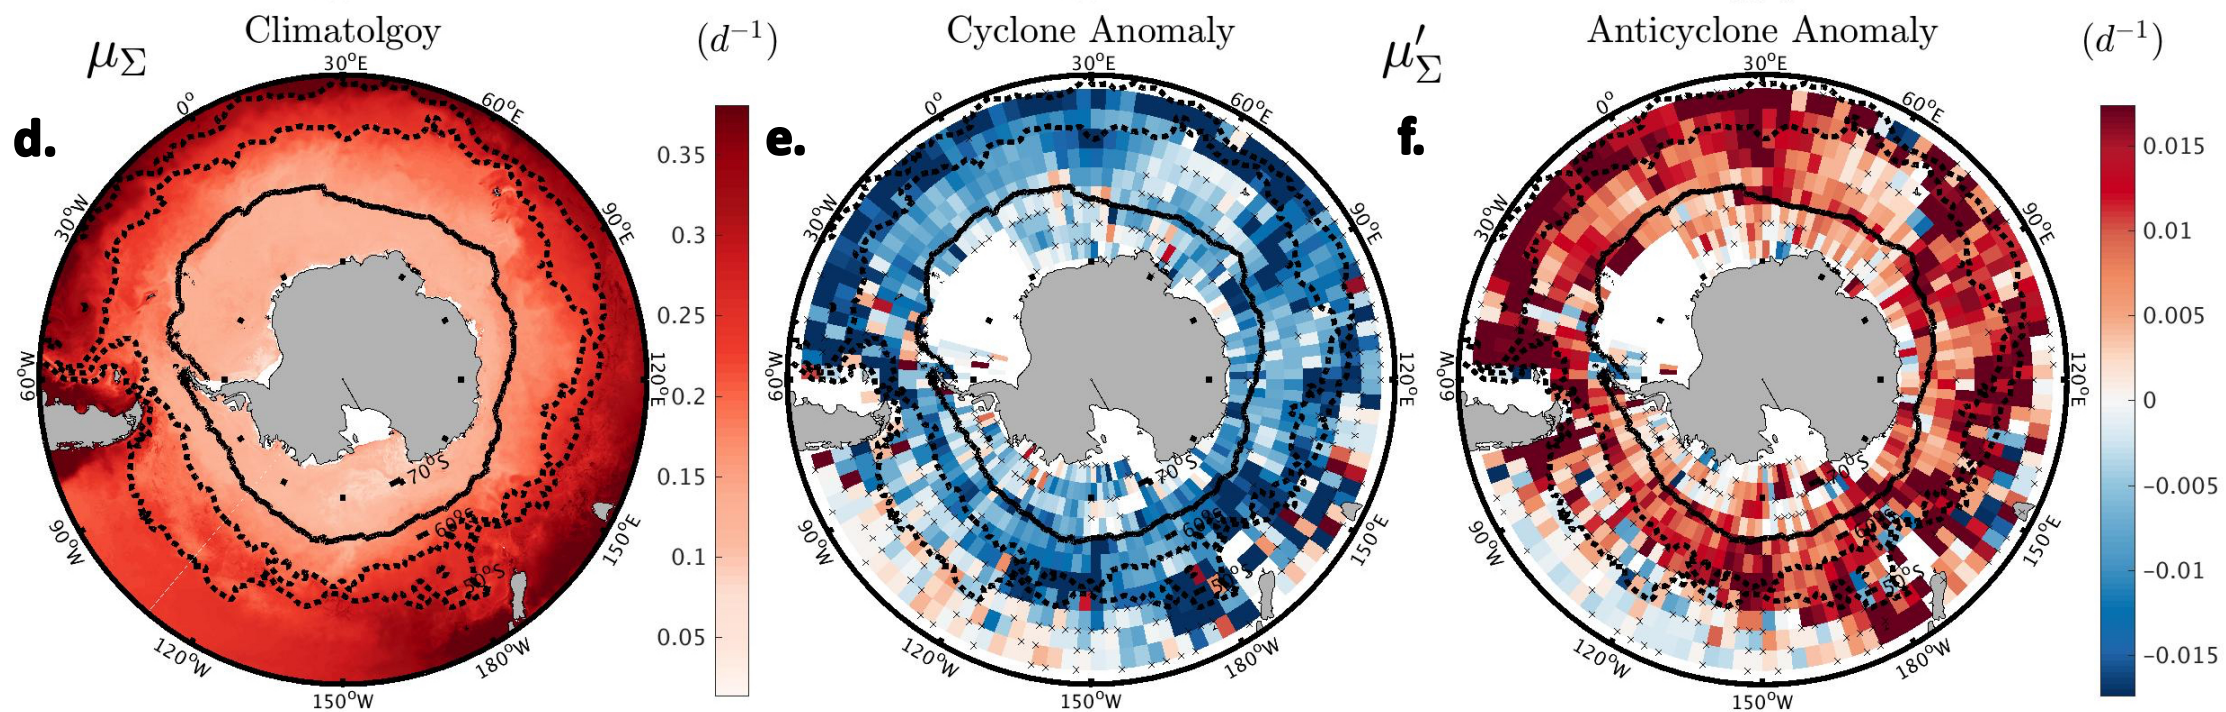 Climatolgoy
μ_Σ
(d⁻¹)
d.
30°E
60°E
90°E
120°E
150°E
180°W
150°W
120°W
90°W
60°W
30°W
0°
70°S
60°S
50°S
0.35
0.3
0.25
0.2
0.15
0.1
0.05
Cyclone Anomaly
e.
30°E
60°E
90°E
120°E
150°E
180°W
150°W
120°W
90°W
60°W
30°W
0°
70°S
60°S
50°S
Anticyclone Anomaly
μ′_Σ
(d⁻¹)
f.
30°E
60°E
90°E
120°E
150°E
180°W
150°W
120°W
90°W
60°W
30°W
0°
70°S
60°S
50°S
0.015
0.01
0.005
0
−0.005
−0.01
−0.015